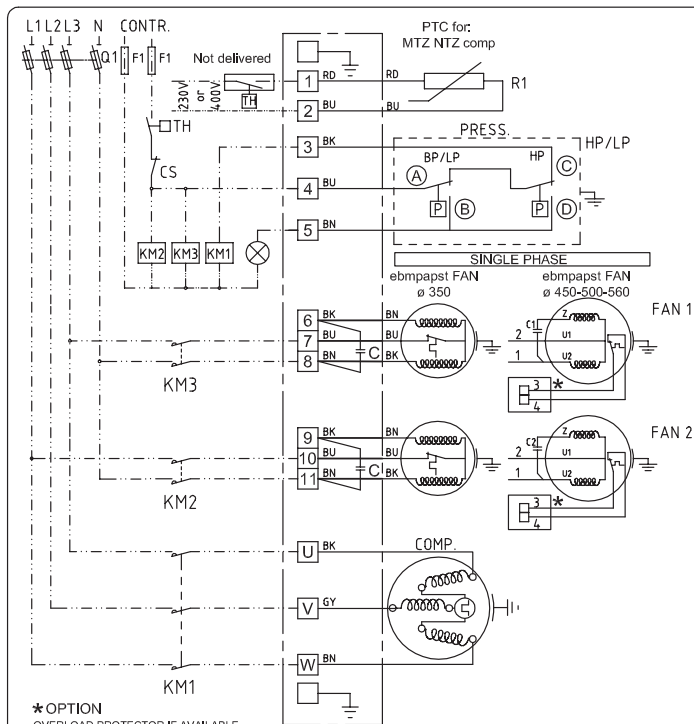 L1 L2 L3 N CONTR.
Q1 F1 F1
Not delivered
230V or 400V
TH
TH
CS
KM2 KM3 KM1
PTC for:
MTZ NTZ comp
1 RD RD R1
2 BU BU
PRESS. HP/LP
3 BK
BP/LP HP C
4 BU A
P B P D
5 BN
SINGLE PHASE
ebmpapst FAN ø 350
ebmpapst FAN ø 450-500-560
FAN 1
6 BK BN
7 BU BU
8 BN BK
C
C1 Z U1 U2
2
1
3 *
4
KM3
FAN 2
9 BK BN
10 BU BU
11 BN BK
C
C2 Z U1 U2
2
1
3 *
4
KM2
U BK
COMP.
V GY
W BN
KM1
* OPTION
OVERLOAD PROTECTOR IF AVAILABLE